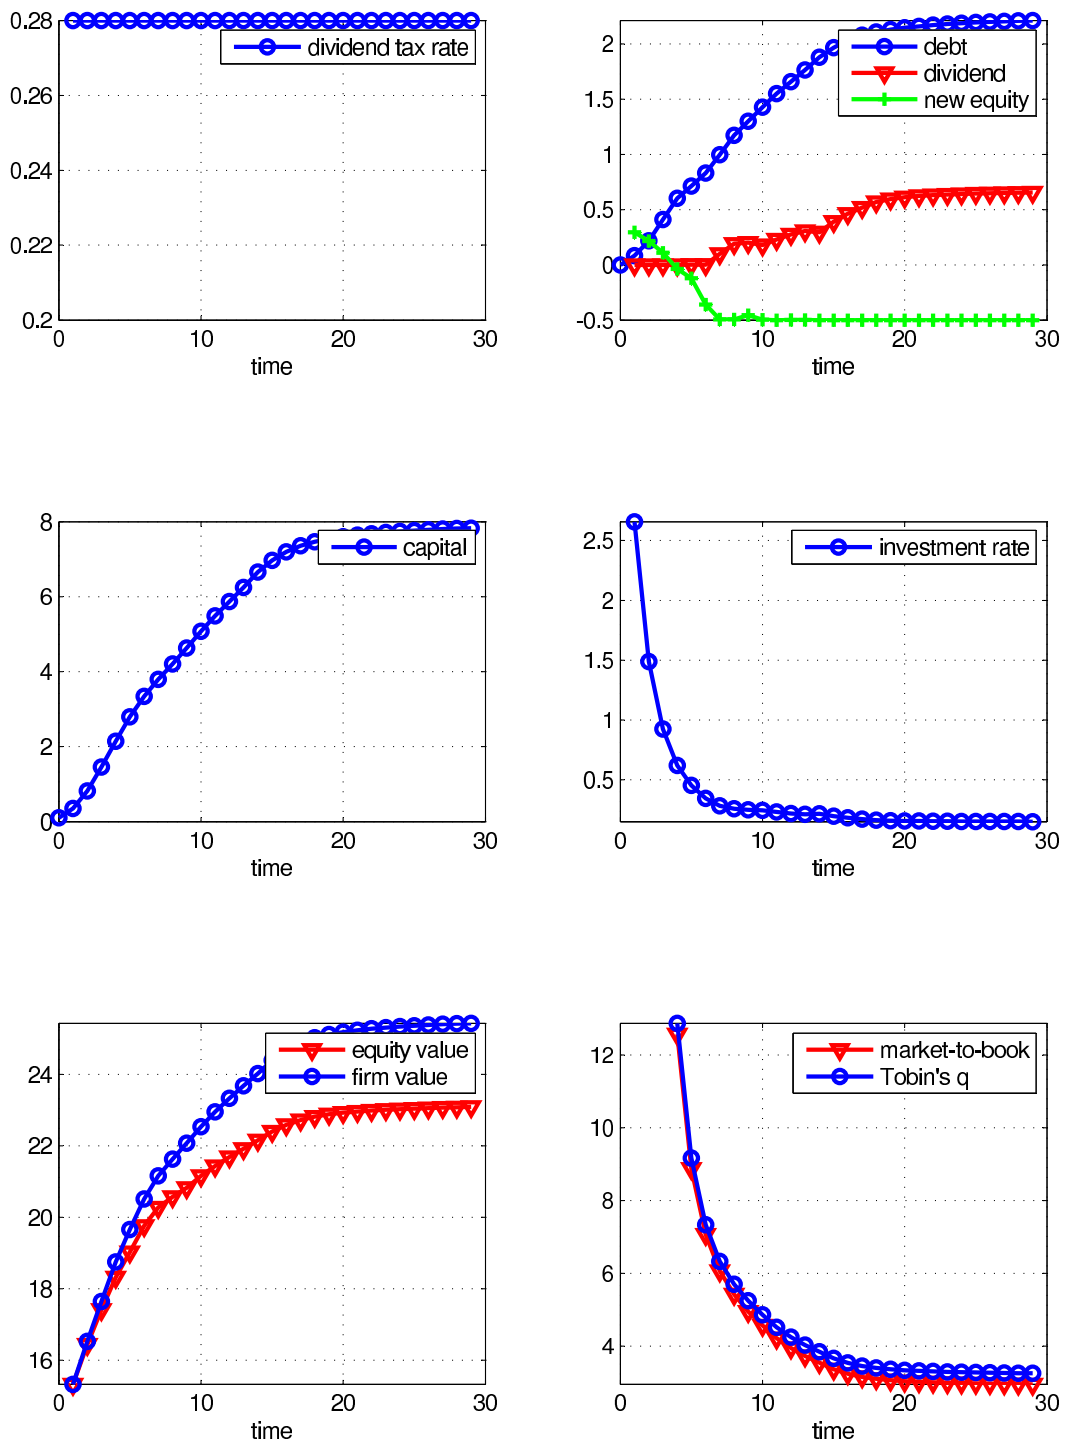 0.28
0.26
0.24
0.22
0.2
0 10 20 30
time
dividend tax rate
2
1.5
1
0.5
0
-0.5
0 10 20 30
time
debt
dividend
new equity
8
6
4
2
0
0 10 20 30
time
capital
2.5
2
1.5
1
0.5
0 10 20 30
time
investment rate
24
22
20
18
16
0 10 20 30
time
equity value
firm value
12
10
8
6
4
0 10 20 30
time
market-to-book
Tobin's q